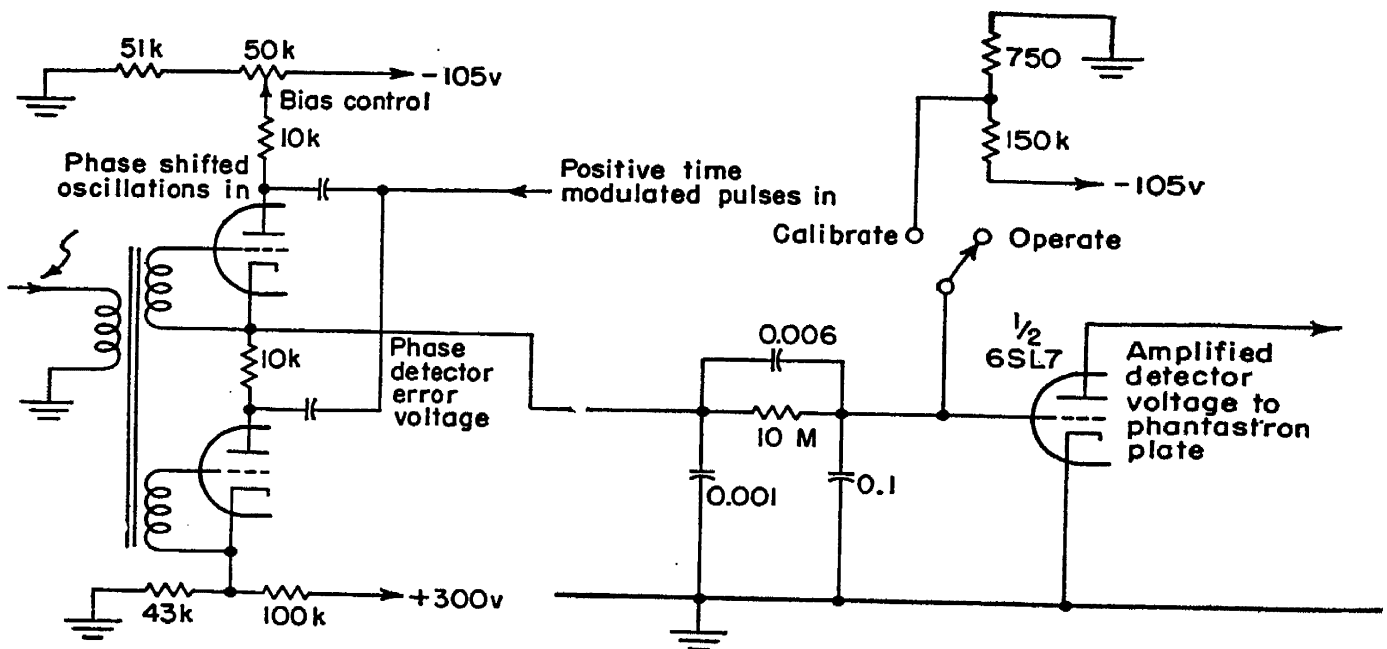 51k
50k
-105v
Bias control
10k
Phase shifted
oscillations in
Positive time
modulated pulses in
750
150k
-105v
Calibrate
Operate
10k
Phase
detector
error
voltage
0.006
10 M
0.001
0.1
1/2
6SL7
Amplified
detector
voltage to
phantastron
plate
43k
100k
+300v